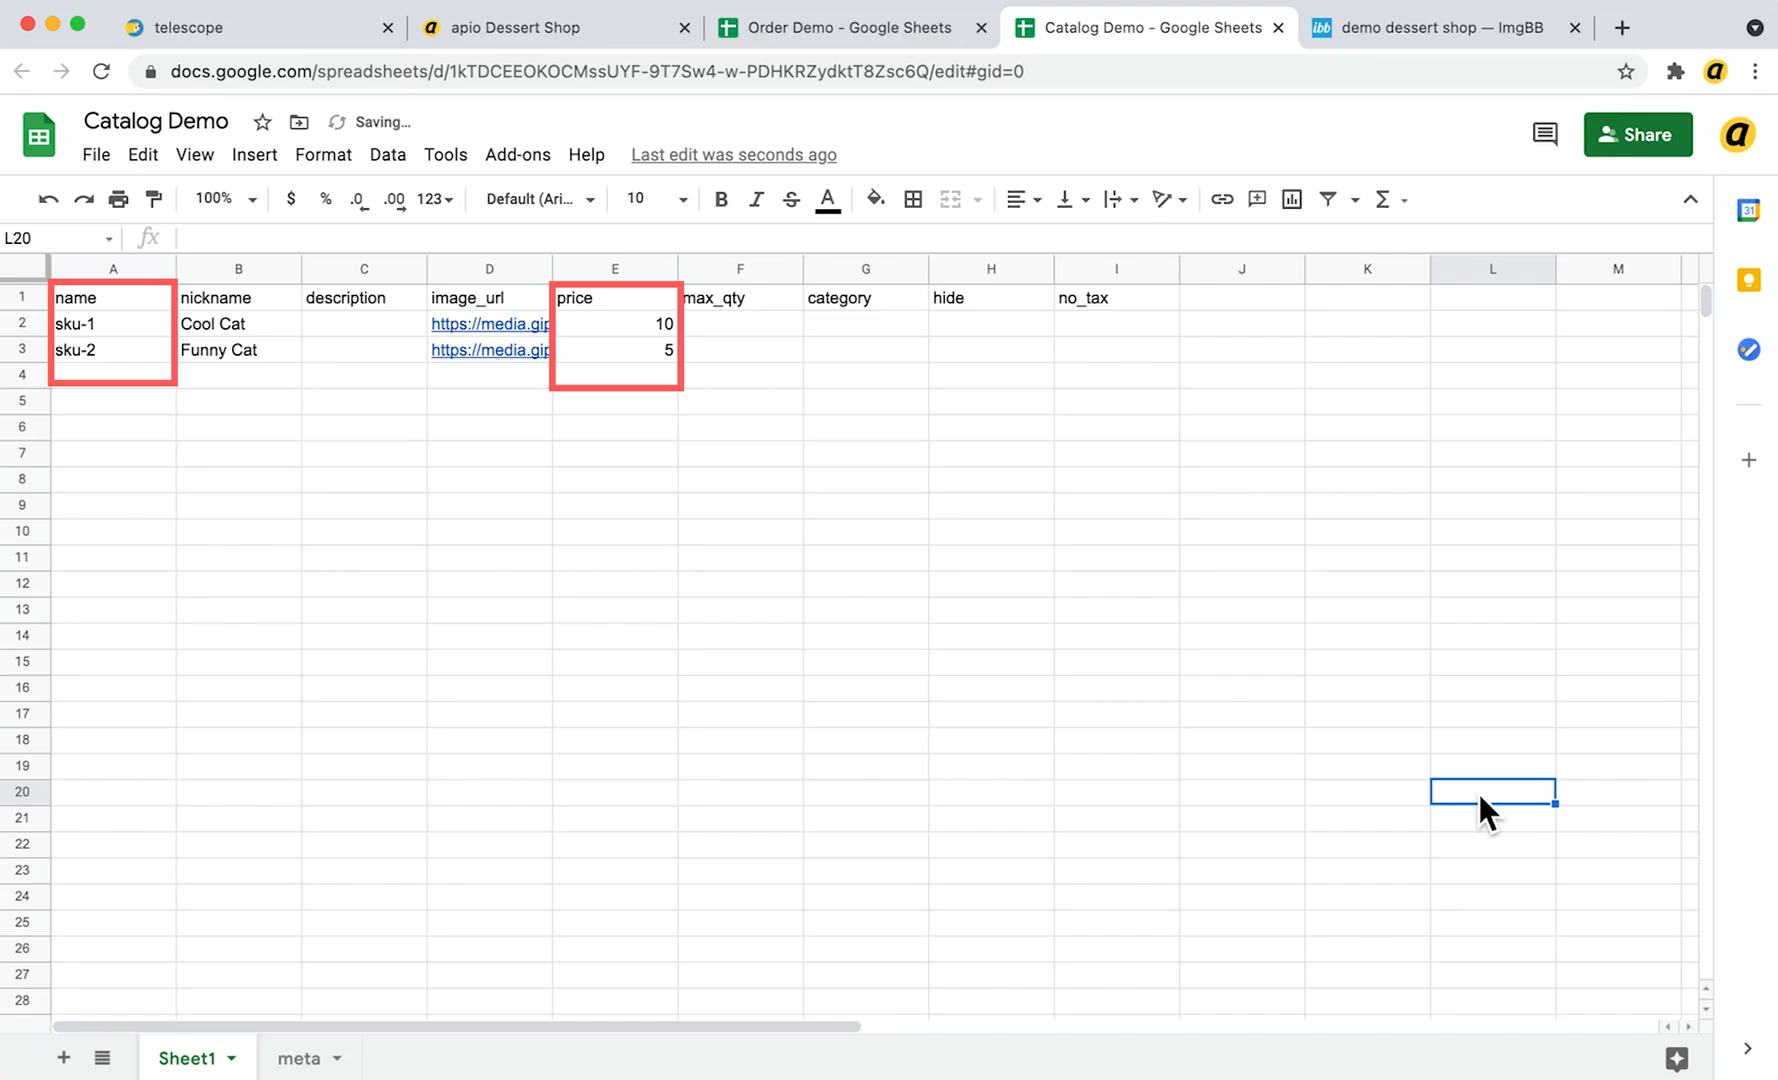 telescope
apio Dessert Shop
Order Demo - Google Sheets
Catalog Demo - Google Sheets
ibb demo dessert shop — ImgBB
docs.google.com/spreadsheets/d/1kTDCEEOKOCMssUYF-9T7Sw4-w-PDHKRZydktT8Zsc6Q/edit#gid=0
Catalog Demo Saving...
Share
File Edit View Insert Format Data Tools Add-ons Help Last edit was seconds ago
100% $ % .0 .00 123 Default (Ari... 10 B I S A Σ
31
L20 fx
A B C D E F G H I J K L M
1 name nickname description image_url price max_qty category hide no_tax
2 sku-1 Cool Cat https://media.gip 10
3 sku-2 Funny Cat https://media.gip 5
4
5
6
7
8
9
10
11
12
13
14
15
16
17
18
19
20
21
22
23
24
25
26
27
28
Sheet1 meta